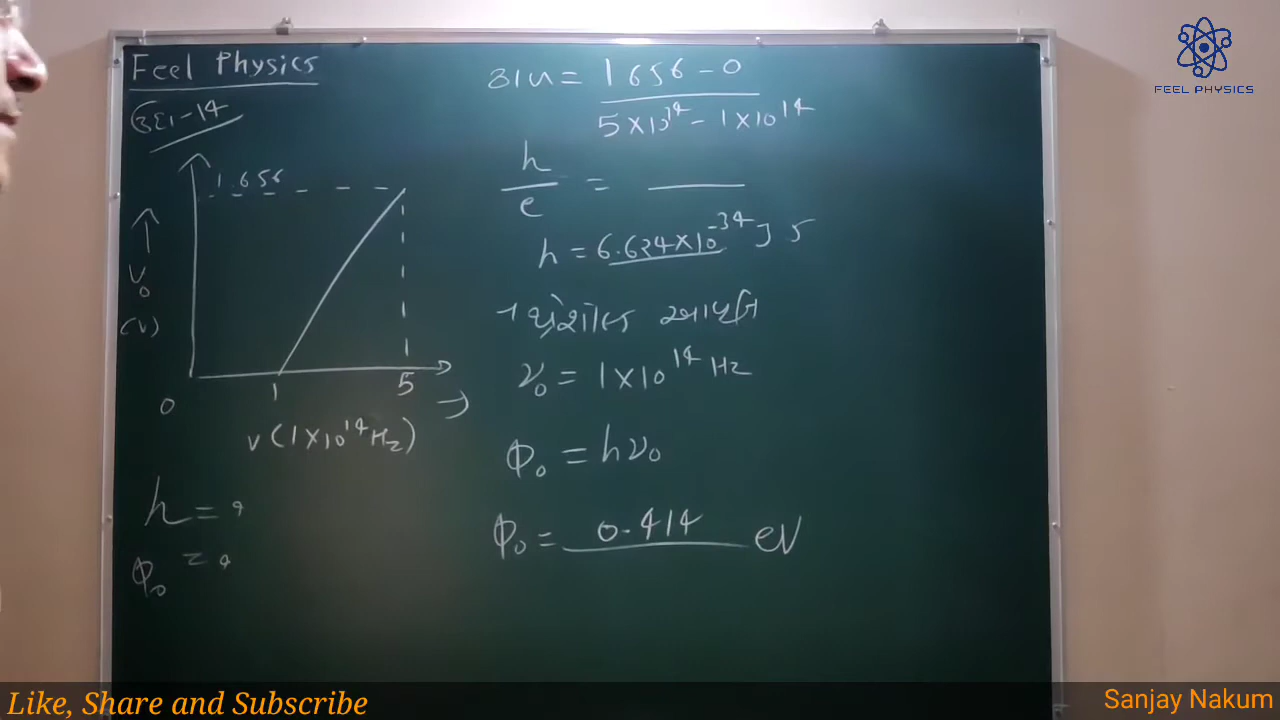 Feel Physics
ઉદા-14
1.656
V₀
(V)
0
1
5
ν (1×10¹⁴ Hz)
h = ?
Φ₀ = ?
ઢાળ = 1656 - 0
5×10¹⁴ - 1×10¹⁴
h
e
=
h = 6.624×10⁻³⁴ J s
થ્રેશોલ્ડ આવૃત્તિ
ν₀ = 1×10¹⁴ Hz
Φ₀ = hν₀
Φ₀ = 0.414 eV
FEEL PHYSICS
Like, Share and Subscribe
Sanjay Nakum